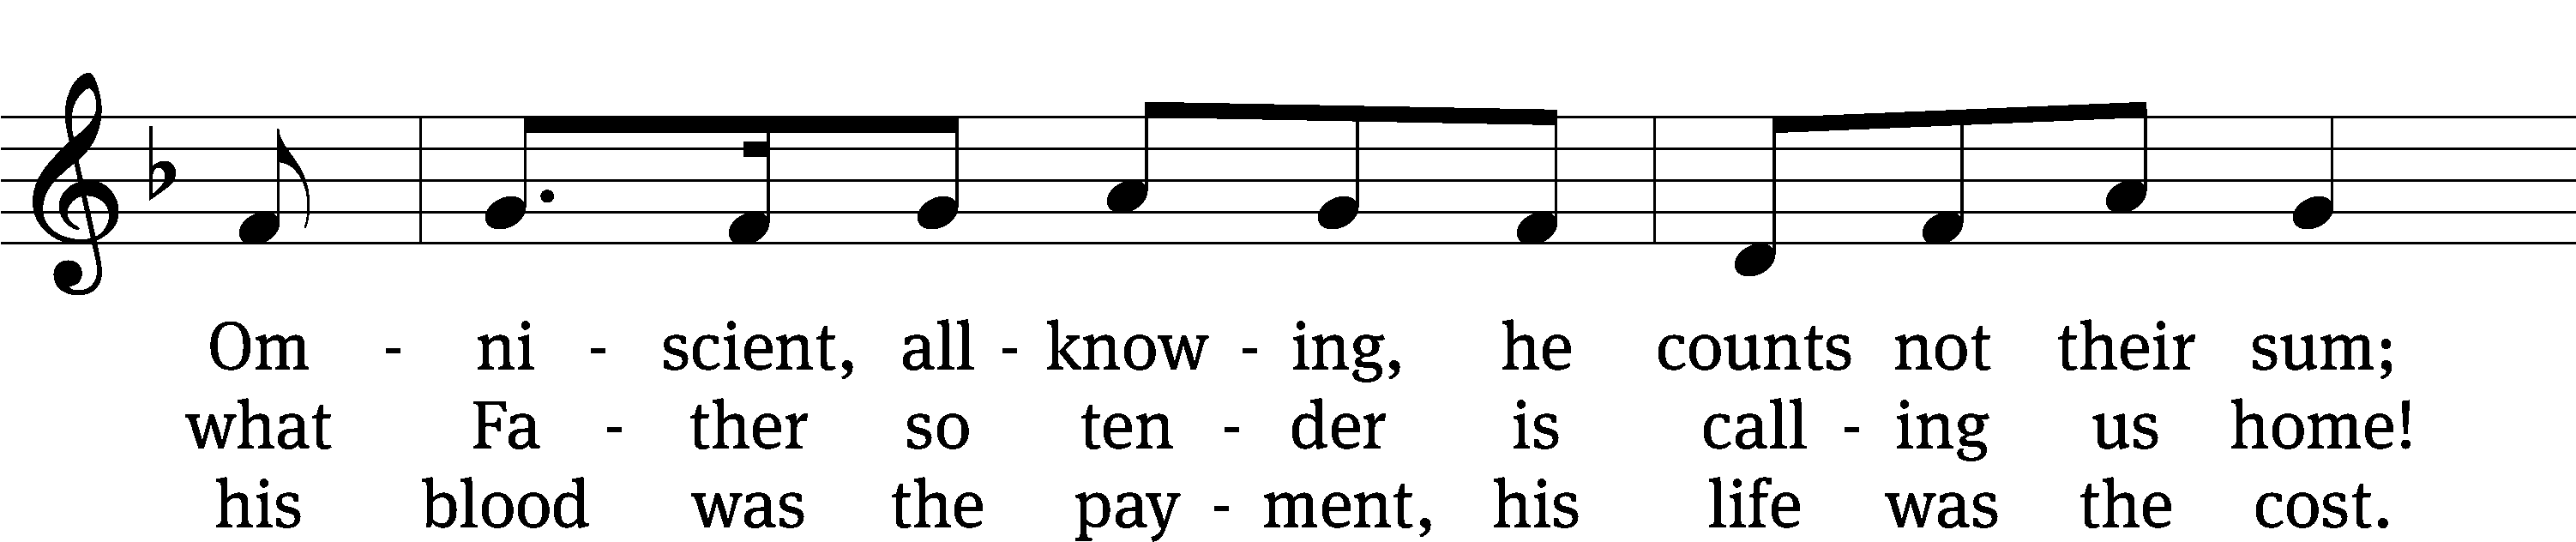 Om - ni - scient, all - know - ing, he counts not their sum;
what Fa - ther so ten - der is call - ing us home!
his blood was the pay - ment, his life was the cost.